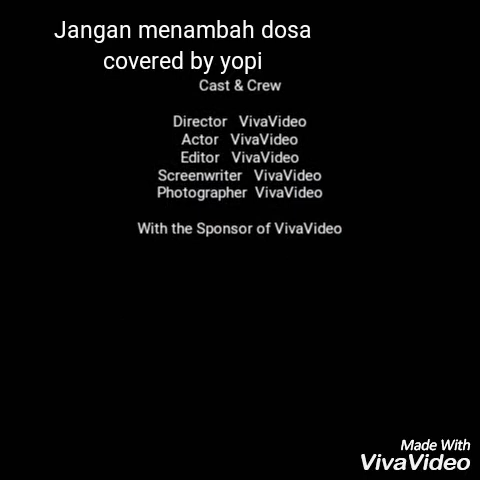 Jangan menambah dosa
covered by yopi
Cast & Crew
Director VivaVideo
Actor VivaVideo
Editor VivaVideo
Screenwriter VivaVideo
Photographer VivaVideo
With the Sponsor of VivaVideo
Made With
VivaVideo